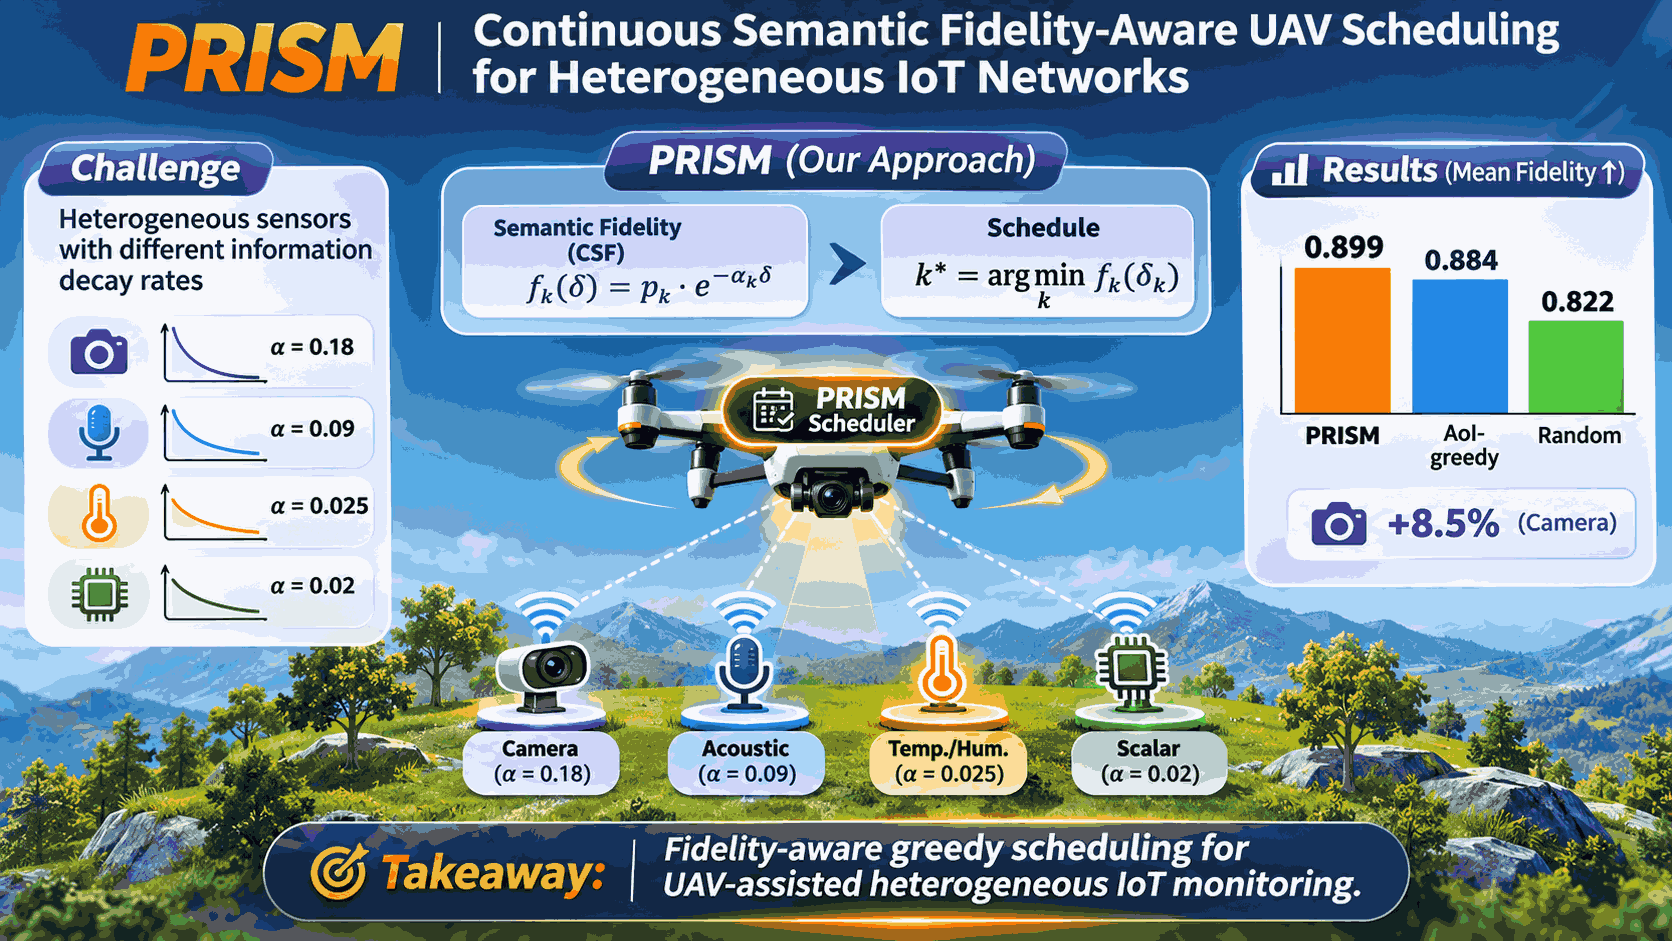 PRISM
Continuous Semantic Fidelity-Aware UAV Scheduling
for Heterogeneous IoT Networks
Challenge
Heterogeneous sensors
with different information
decay rates
α = 0.18
α = 0.09
α = 0.025
α = 0.02
PRISM (Our Approach)
Semantic Fidelity
(CSF)
f_k(δ) = p_k · e^{−α_kδ}
Schedule
k* = arg min f_k(δ_k)
k
PRISM
Scheduler
Results (Mean Fidelity ↑)
0.899
0.884
0.822
PRISM
AoI-
greedy
Random
+8.5% (Camera)
Camera
(α = 0.18)
Acoustic
(α = 0.09)
Temp./Hum.
(α = 0.025)
Scalar
(α = 0.02)
Takeaway:
Fidelity-aware greedy scheduling for
UAV-assisted heterogeneous IoT monitoring.